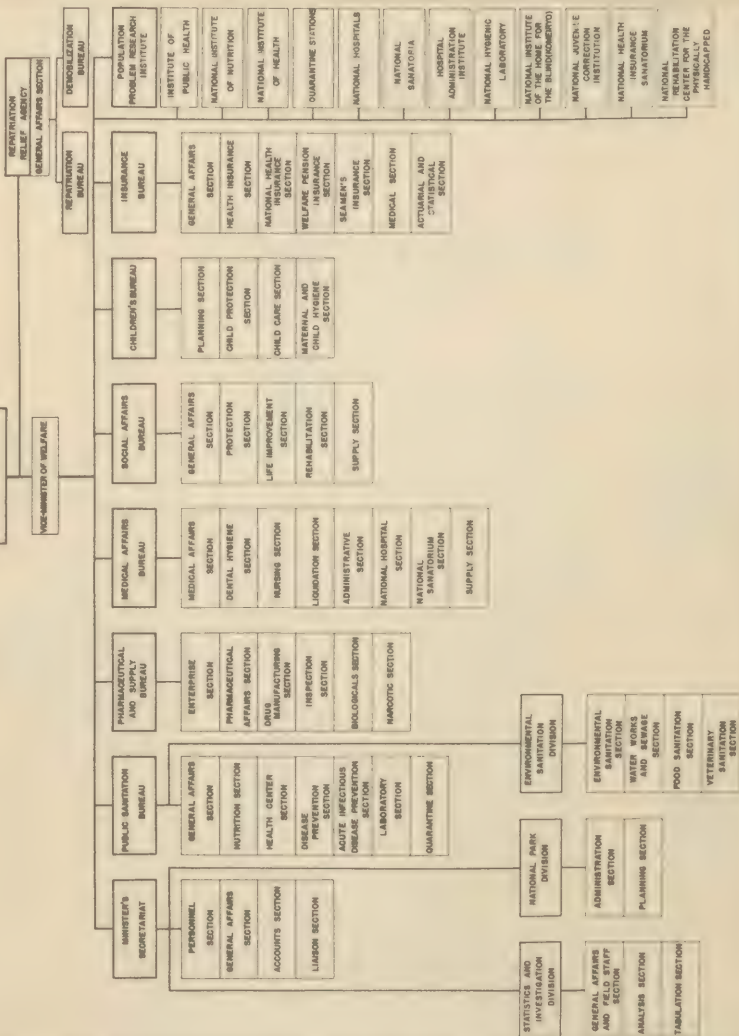 REPATRIATION
RELIEF AGENCY
GENERAL AFFAIRS SECTION
REPATRIATION
BUREAU
DEMOBILIZATION
BUREAU
VICE-MINISTER OF WELFARE
MINISTER'S
SECRETARIAT
PERSONNEL
SECTION
GENERAL AFFAIRS
SECTION
ACCOUNTS SECTION
LIAISON SECTION
STATISTICS AND
INVESTIGATION
DIVISION
GENERAL AFFAIRS
AND FIELD STAFF
SECTION
ANALYSIS SECTION
TABULATION SECTION
NATIONAL PARK
DIVISION
ADMINISTRATION
SECTION
PLANNING SECTION
PUBLIC SANITATION
BUREAU
GENERAL AFFAIRS
SECTION
NUTRITION SECTION
HEALTH CENTER
SECTION
DISEASE
PREVENTION
SECTION
ACUTE INFECTIOUS
DISEASE PREVENTION
SECTION
LABORATORY
SECTION
QUARANTINE SECTION
ENVIRONMENTAL
SANITATION
DIVISION
ENVIRONMENTAL
SANITATION
SECTION
WATER WORKS
AND SEWAGE
SECTION
FOOD SANITATION
SECTION
VETERINARY
SANITATION
SECTION
PHARMACEUTICAL
AND SUPPLY
BUREAU
ENTERPRISE
SECTION
PHARMACEUTICAL
AFFAIRS SECTION
DRUG
MANUFACTURING
SECTION
INSPECTION
SECTION
BIOLOGICALS SECTION
NARCOTIC SECTION
MEDICAL AFFAIRS
BUREAU
MEDICAL AFFAIRS
SECTION
DENTAL HYGIENE
SECTION
NURSING SECTION
LIQUIDATION SECTION
ADMINISTRATIVE
SECTION
NATIONAL HOSPITAL
SECTION
NATIONAL
SANATORIUM
SECTION
SUPPLY SECTION
SOCIAL AFFAIRS
BUREAU
GENERAL AFFAIRS
SECTION
PROTECTION
SECTION
LIFE IMPROVEMENT
SECTION
REHABILITATION
SECTION
SUPPLY SECTION
CHILDREN'S BUREAU
PLANNING SECTION
CHILD PROTECTION
SECTION
CHILD CARE SECTION
MATERNAL AND
CHILD HYGIENE
SECTION
INSURANCE
BUREAU
GENERAL AFFAIRS
SECTION
HEALTH INSURANCE
SECTION
NATIONAL HEALTH
INSURANCE
SECTION
WELFARE PENSION
INSURANCE
SECTION
SEAMEN'S
INSURANCE
SECTION
MEDICAL SECTION
ACTUARIAL AND
STATISTICAL
SECTION
POPULATION
PROBLEM RESEARCH
INSTITUTE
INSTITUTE OF
PUBLIC HEALTH
NATIONAL INSTITUTE
OF NUTRITION
NATIONAL INSTITUTE
OF HEALTH
QUARANTINE STATIONS
NATIONAL HOSPITALS
NATIONAL
SANATORIA
HOSPITAL
ADMINISTRATION
INSTITUTE
NATIONAL HYGIENIC
LABORATORY
NATIONAL INSTITUTE
OF THE HOME FOR
THE BLIND(KOMEIRYO)
NATIONAL JUVENILE
CORRECTION
INSTITUTION
NATIONAL HEALTH
INSURANCE
SANATORIUM
NATIONAL
REHABILITATION
CENTER FOR THE
PHYSICALLY
HANDICAPPED